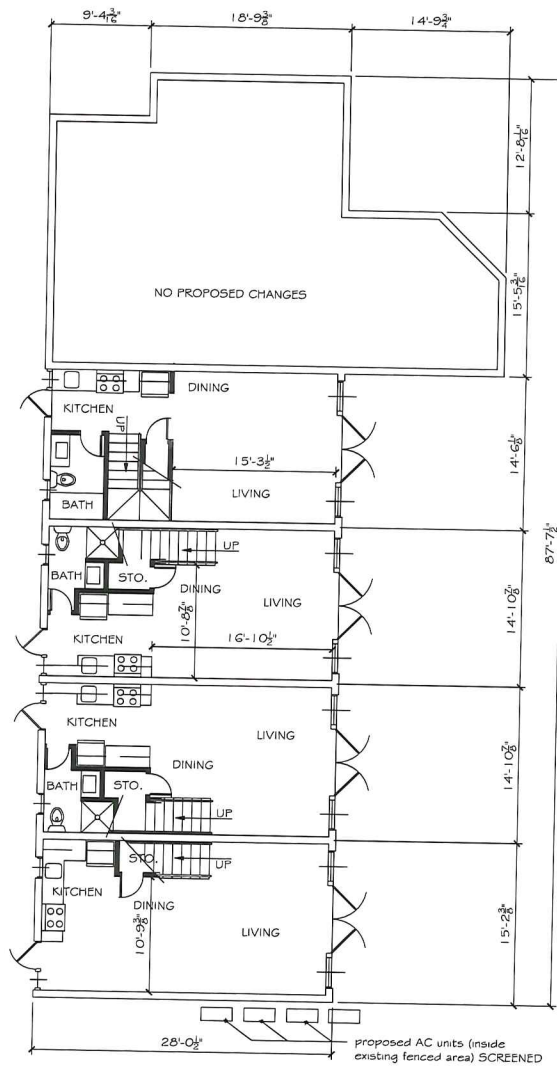 9'-4 3/16" 18'-9 3/8" 14'-9 3/4"
12'-8 1/16"
15'-5 3/16"
NO PROPOSED CHANGES
DINING
KITCHEN
UP
14'-6 1/8"
15'-3 1/2"
LIVING
BATH
87'-7 1/2"
UP
BATH
STO.
DINING
LIVING
10'-8 7/8"
14'-10 7/8"
KITCHEN
16'-10 1/2"
KITCHEN
LIVING
DINING
14'-10 7/8"
BATH
STO.
UP
STO.
UP
KITCHEN
DINING
10'-9 3/8"
LIVING
15'-2 3/8"
28'-0 1/2"
proposed AC units (inside
existing fenced area) SCREENED